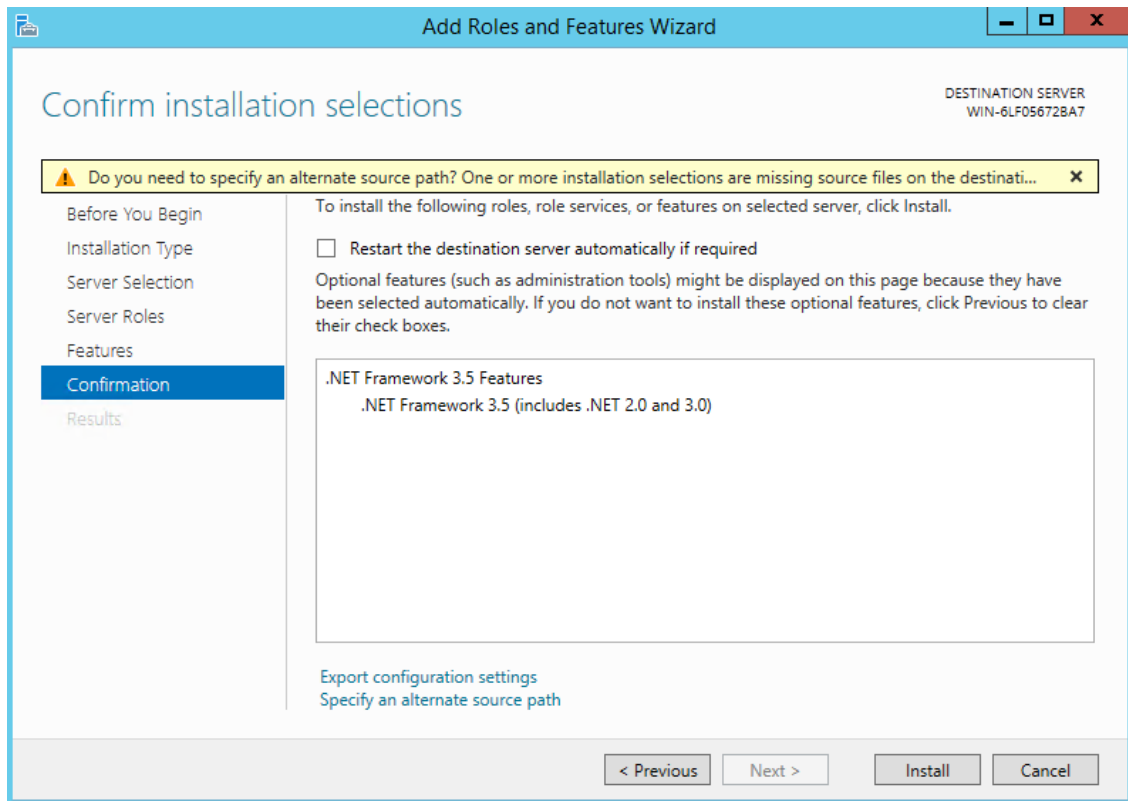 Add Roles and Features Wizard
Confirm installation selections
DESTINATION SERVER
WIN-6LF05672BA7
Do you need to specify an alternate source path? One or more installation selections are missing source files on the destinati...
Before You Begin
Installation Type
Server Selection
Server Roles
Features
Confirmation
Results
To install the following roles, role services, or features on selected server, click Install.
Restart the destination server automatically if required
Optional features (such as administration tools) might be displayed on this page because they have
been selected automatically. If you do not want to install these optional features, click Previous to clear
their check boxes.
.NET Framework 3.5 Features
.NET Framework 3.5 (includes .NET 2.0 and 3.0)
Export configuration settings
Specify an alternate source path
< Previous
Next >
Install
Cancel